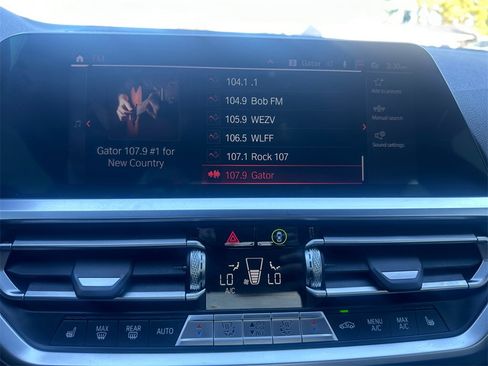 FM
Gator
104.1 .1
104.9 Bob FM
105.9 WEZV
106.5 WLFF
107.1 Rock 107
107.9 Gator
Gator 107.9 #1 for
New Country
Add to presets
Manual search
Sound settings
LO
LO
A/C
MAX
REAR
AUTO
MENU
A/C
MAX
A/C